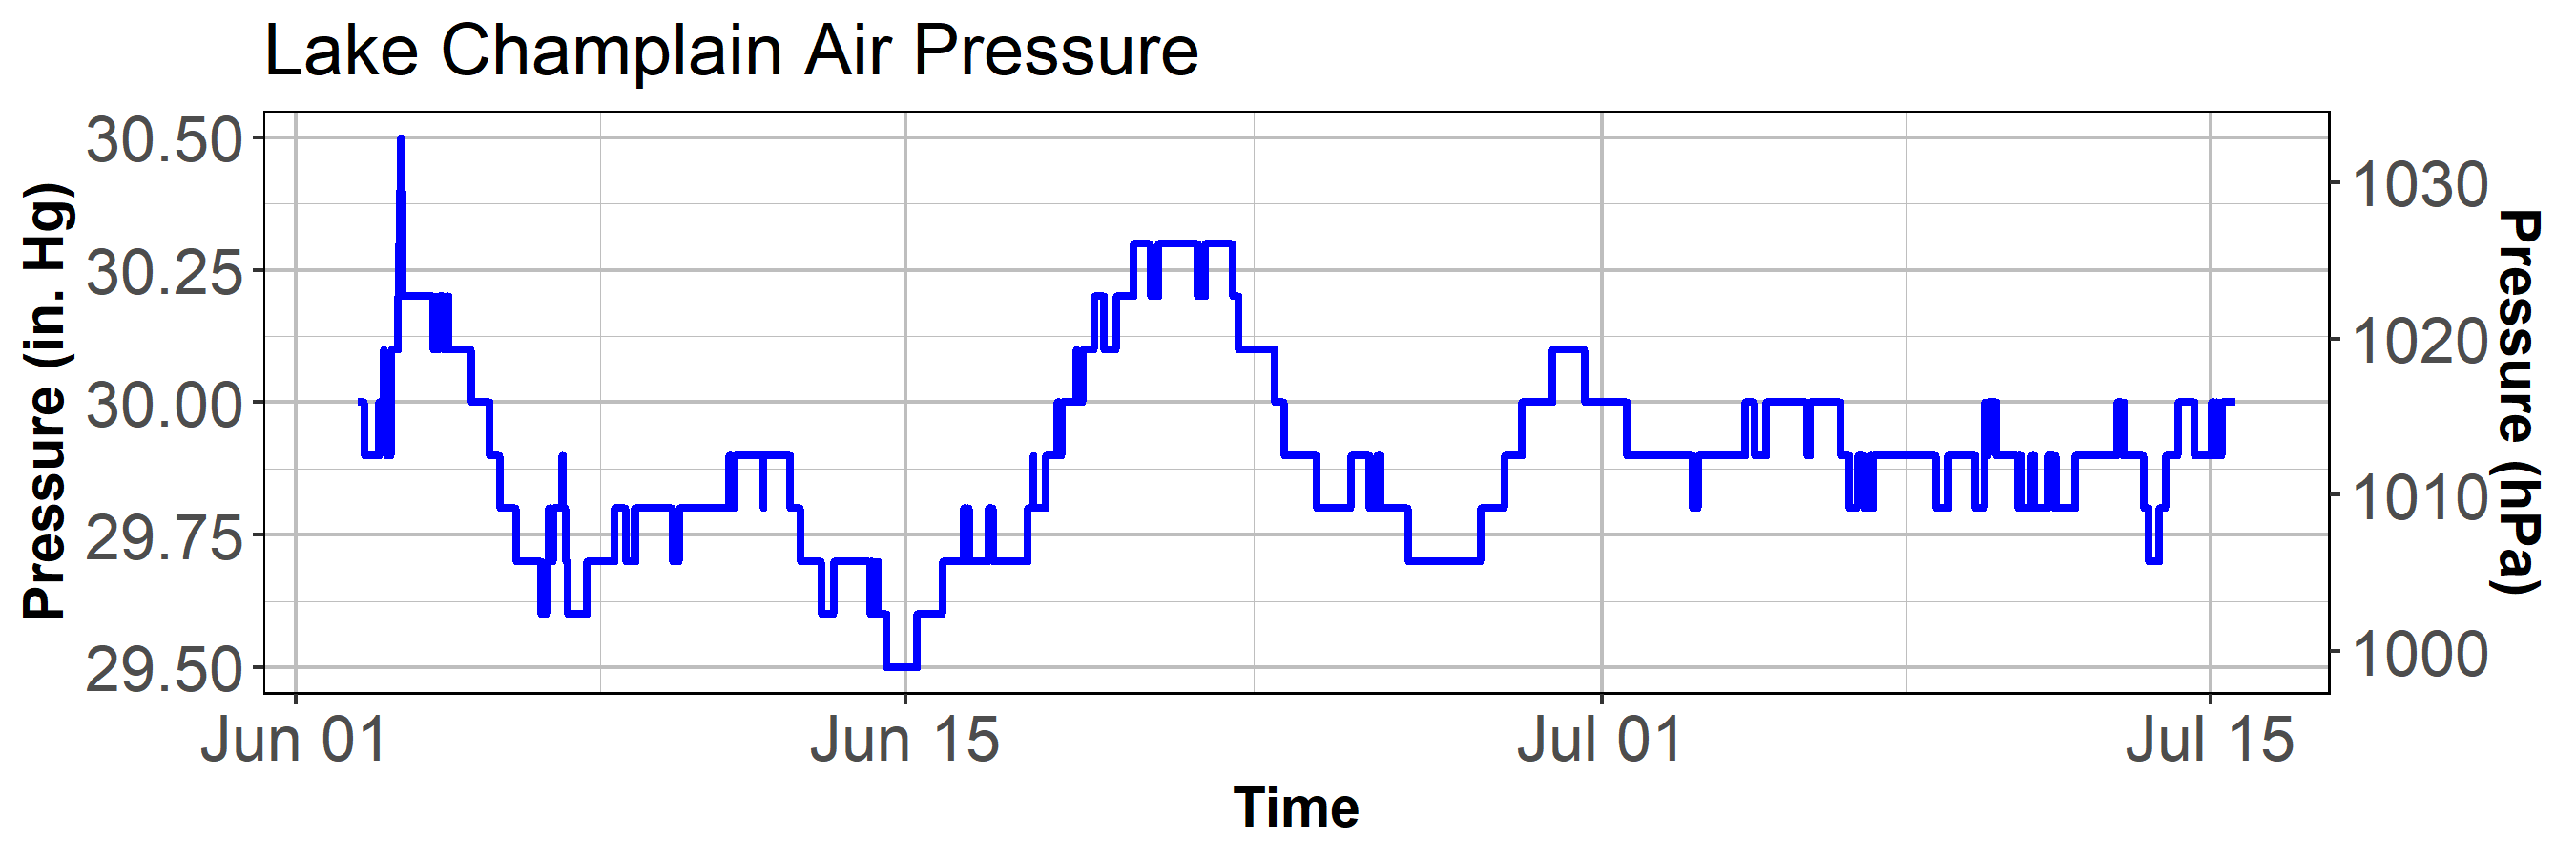 Lake Champlain Air Pressure
Pressure (in. Hg)
30.50
30.25
30.00
29.75
29.50
1030
1020
1010
1000
Pressure (hPa)
Jun 01
Jun 15
Jul 01
Jul 15
Time